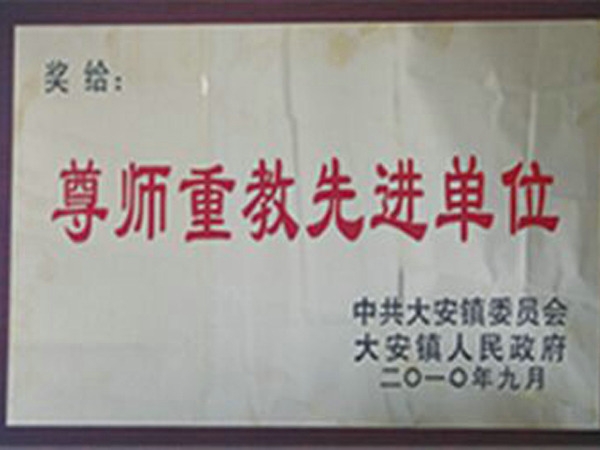 奖给：
尊师重教先进单位
中共大安镇委员会
大安镇人民政府
二〇一〇年九月